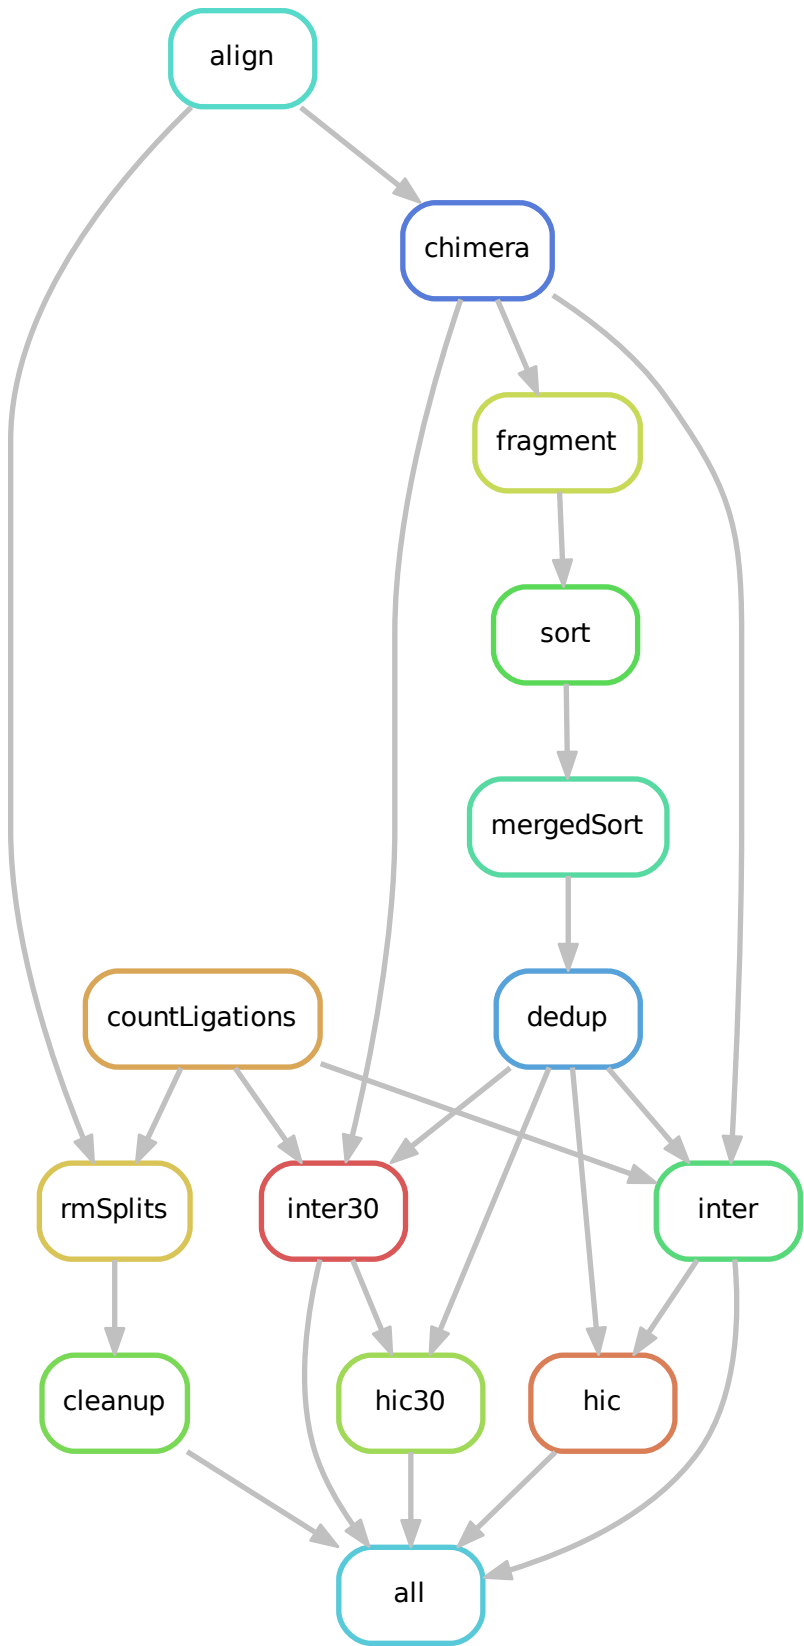 align
chimera
fragment
sort
mergedSort
countLigations
dedup
rmSplits
inter30
inter
cleanup
hic30
hic
all